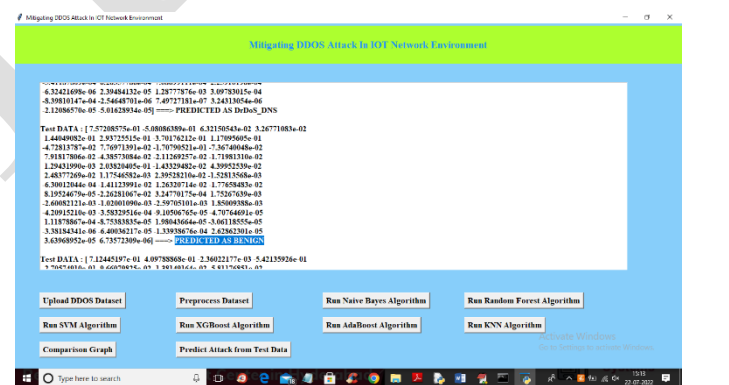 Mitigating DDOS Attack In IOT Network Environment
Mitigating DDOS Attack In IOT Network Environment
-6.32421698e-06 2.39484132e-05 1.28777876e-03 3.09783015e-04
-8.39810147e-04 -2.54648701e-06 7.49727181e-07 3.24313054e-06
-2.12086570e-05 -5.01628934e-05] ===> PREDICTED AS DrDoS_DNS
Test DATA : [ 7.57208575e-01 -5.08086389e-01 6.32150543e-02 3.26771083e-02
1.44049082e-01 2.93725515e-01 -3.70176212e-01 1.17095605e-01
-4.72813787e-02 7.76971391e-02 -1.70790521e-01 -7.36740048e-02
7.91817806e-02 -4.38573084e-02 -2.11269257e-02 -1.71981310e-02
1.29431990e-03 2.03820405e-01 -1.43329482e-02 4.39952539e-02
2.48377269e-02 1.17546582e-03 2.39528210e-02 -1.52813568e-03
-6.30012044e-04 1.41123991e-02 1.26320714e-02 1.77658483e-02
8.19524679e-05 -2.26281067e-02 3.24770175e-04 1.75267639e-03
-2.60082121e-03 -1.02001090e-03 -2.59705101e-03 1.85009388e-03
-4.20915210e-03 -3.58329516e-04 -9.10506765e-05 -4.70764691e-05
1.11878867e-04 -8.75383835e-05 1.98043664e-05 -3.06118555e-05
-3.38184341e-06 -6.40036217e-05 -1.33938676e-04 2.62862301e-05
3.63968952e-05 6.73572309e-06] ===> PREDICTED AS BENIGN
Test DATA : [ 7.12445197e-01 4.09788868e-01 -2.36022177e-03 -5.42135926e-01
Upload DDOS Dataset
Preprocess Dataset
Run Naive Bayes Algorithm
Run Random Forest Algorithm
Run SVM Algorithm
Run XGBoost Algorithm
Run AdaBoost Algorithm
Run KNN Algorithm
Comparison Graph
Predict Attack from Test Data
Activate Windows
Go to Settings to activate Windows.
Type here to search
15:13
22-07-2022